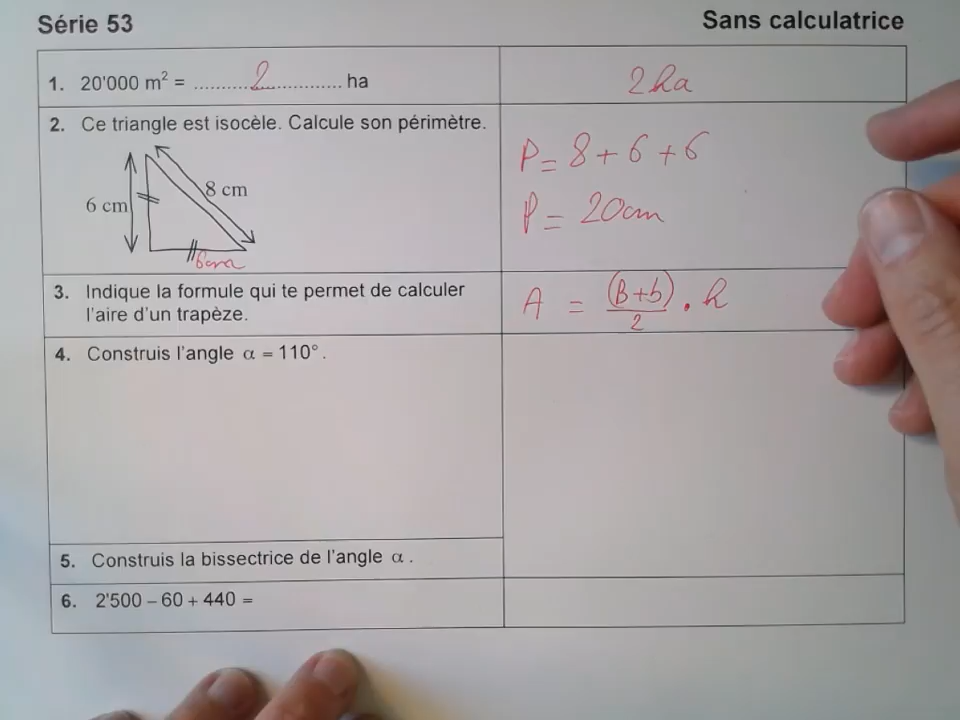 Série 53
Sans calculatrice
1. 20'000 m² = ..........2.............. ha
2 ha
2. Ce triangle est isocèle. Calcule son périmètre.
6 cm
8 cm
6cm
P = 8 + 6 + 6
P = 20cm
3. Indique la formule qui te permet de calculer
l'aire d'un trapèze.
A = (B+b)/2 . h
4. Construis l'angle α = 110°.
5. Construis la bissectrice de l'angle α.
6. 2'500 – 60 + 440 =